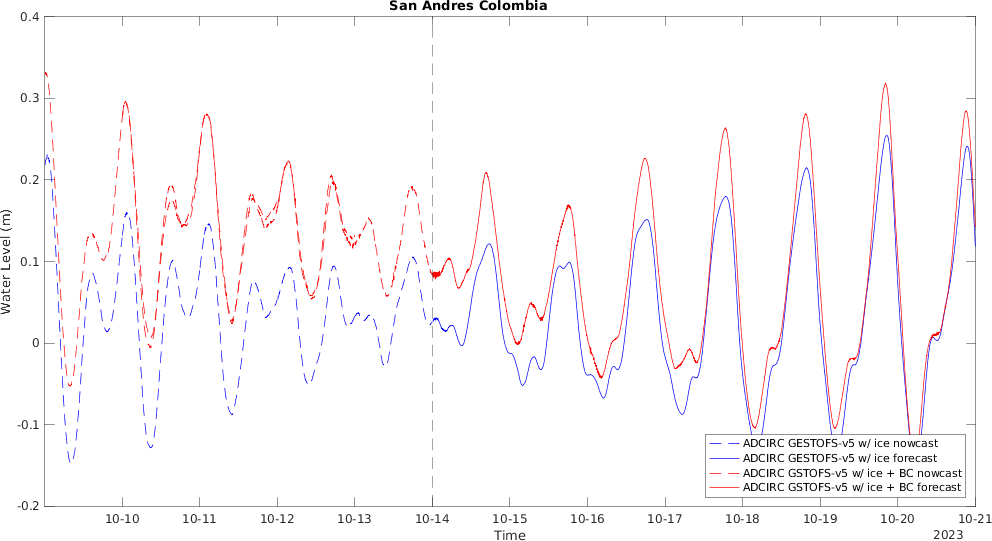 San Andres Colombia
0.4
0.3
0.2
0.1
0
-0.1
-0.2
Water Level (m)
ADCIRC GESTOFS-v5 w/ ice nowcast
ADCIRC GESTOFS-v5 w/ ice forecast
ADCIRC GSTOFS-v5 w/ ice + BC nowcast
ADCIRC GSTOFS-v5 w/ ice + BC forecast
10-10 10-11 10-12 10-13 10-14 10-15 10-16 10-17 10-18 10-19 10-20 10-21
Time
2023